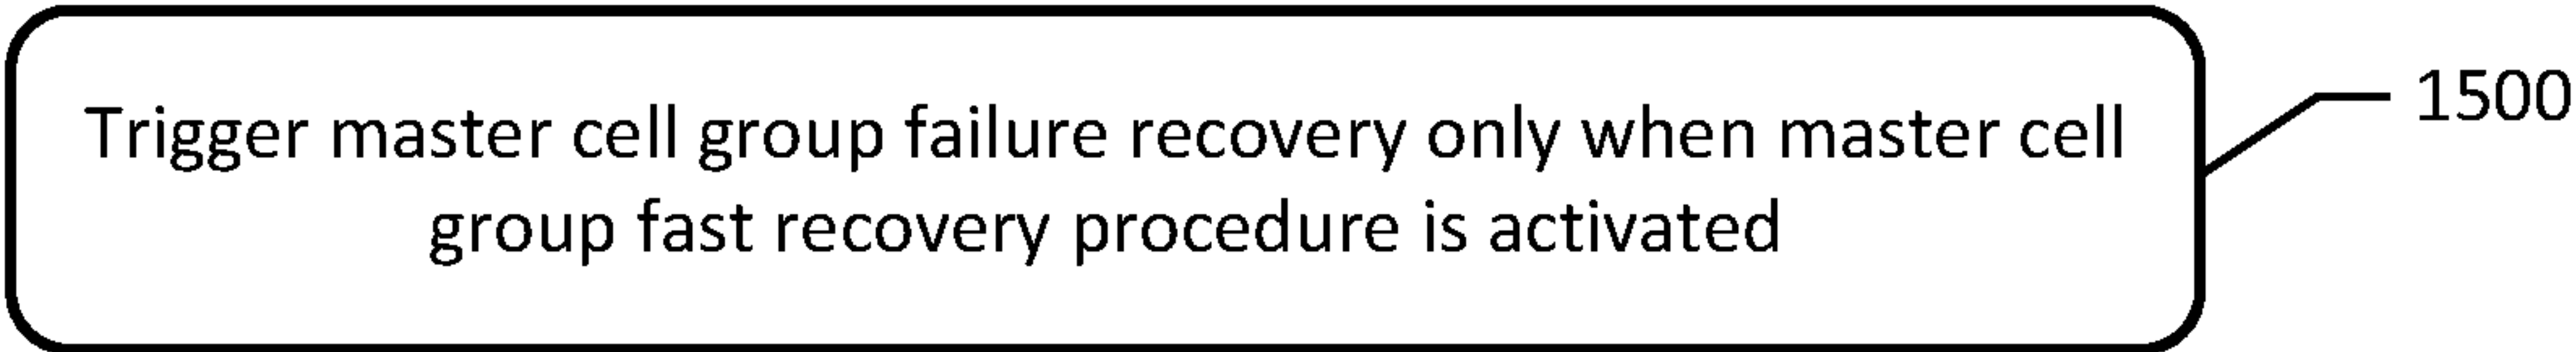 Trigger master cell group failure recovery only when master cell
group fast recovery procedure is activated
1500